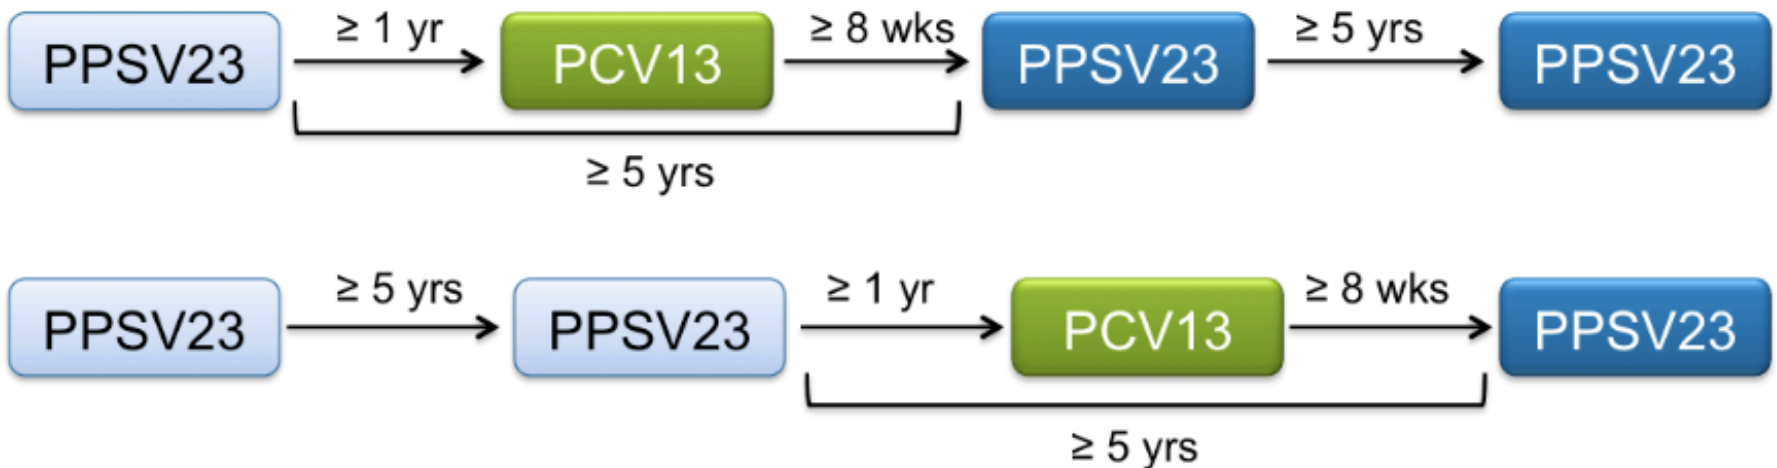 ≥ 1 yr ≥ 8 wks ≥ 5 yrs
PPSV23 PCV13 PPSV23 PPSV23
≥ 5 yrs
≥ 5 yrs ≥ 1 yr ≥ 8 wks
PPSV23 PPSV23 PCV13 PPSV23
≥ 5 yrs